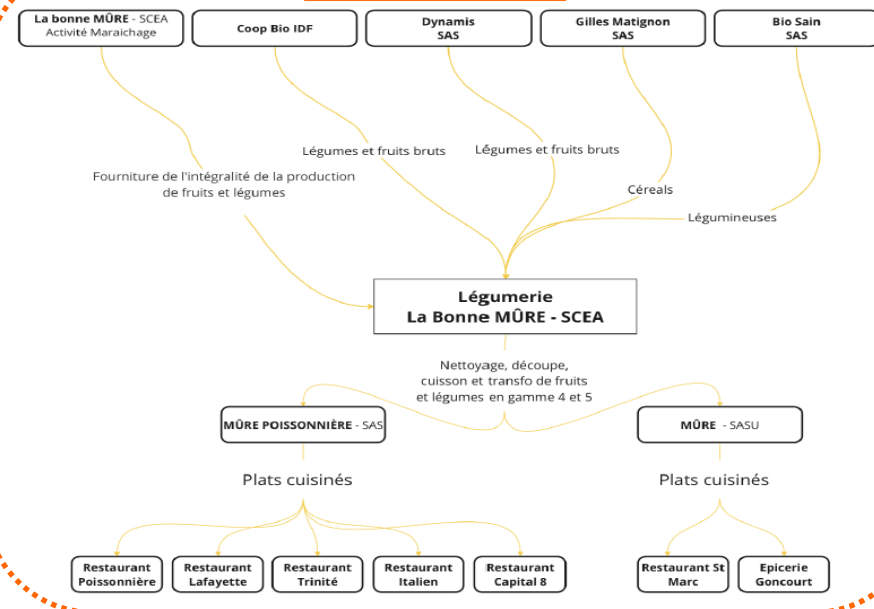 La bonne MÛRE - SCEA
Activité Maraichage
Coop Bio IDF
Dynamis
SAS
Gilles Matignon
SAS
Bio Sain
SAS
Légumes et fruits bruts
Légumes et fruits bruts
Fourniture de l'intégralité de la production
de fruits et légumes
Céreals
Légumineuses
Légumerie
La Bonne MÛRE - SCEA
Nettoyage, découpe,
cuisson et transfo de fruits
et légumes en gamme 4 et 5
MÛRE POISSONNIÈRE - SAS
MÛRE - SASU
Plats cuisinés
Plats cuisinés
Restaurant
Poissonnière
Restaurant
Lafayette
Restaurant
Trinité
Restaurant
Italien
Restaurant
Capital 8
Restaurant St
Marc
Epicerie
Goncourt